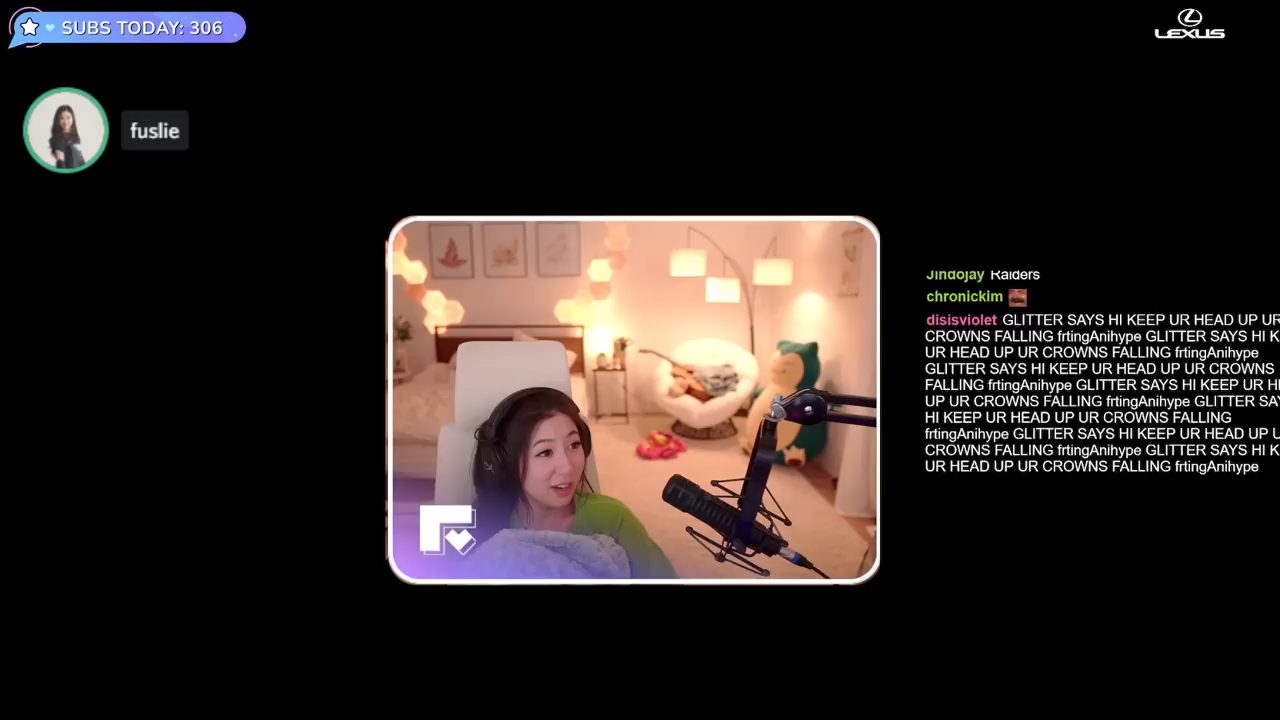 SUBS TODAY: 306
LEXUS
fuslie
Jindojay Raiders
chronickim
disisviolet GLITTER SAYS HI KEEP UR HEAD UP UR
CROWNS FALLING frtingAnihype GLITTER SAYS HI K
UR HEAD UP UR CROWNS FALLING frtingAnihype
GLITTER SAYS HI KEEP UR HEAD UP UR CROWNS
FALLING frtingAnihype GLITTER SAYS HI KEEP UR H
UP UR CROWNS FALLING frtingAnihype GLITTER SA
HI KEEP UR HEAD UP UR CROWNS FALLING
frtingAnihype GLITTER SAYS HI KEEP UR HEAD UP U
CROWNS FALLING frtingAnihype GLITTER SAYS HI K
UR HEAD UP UR CROWNS FALLING frtingAnihype